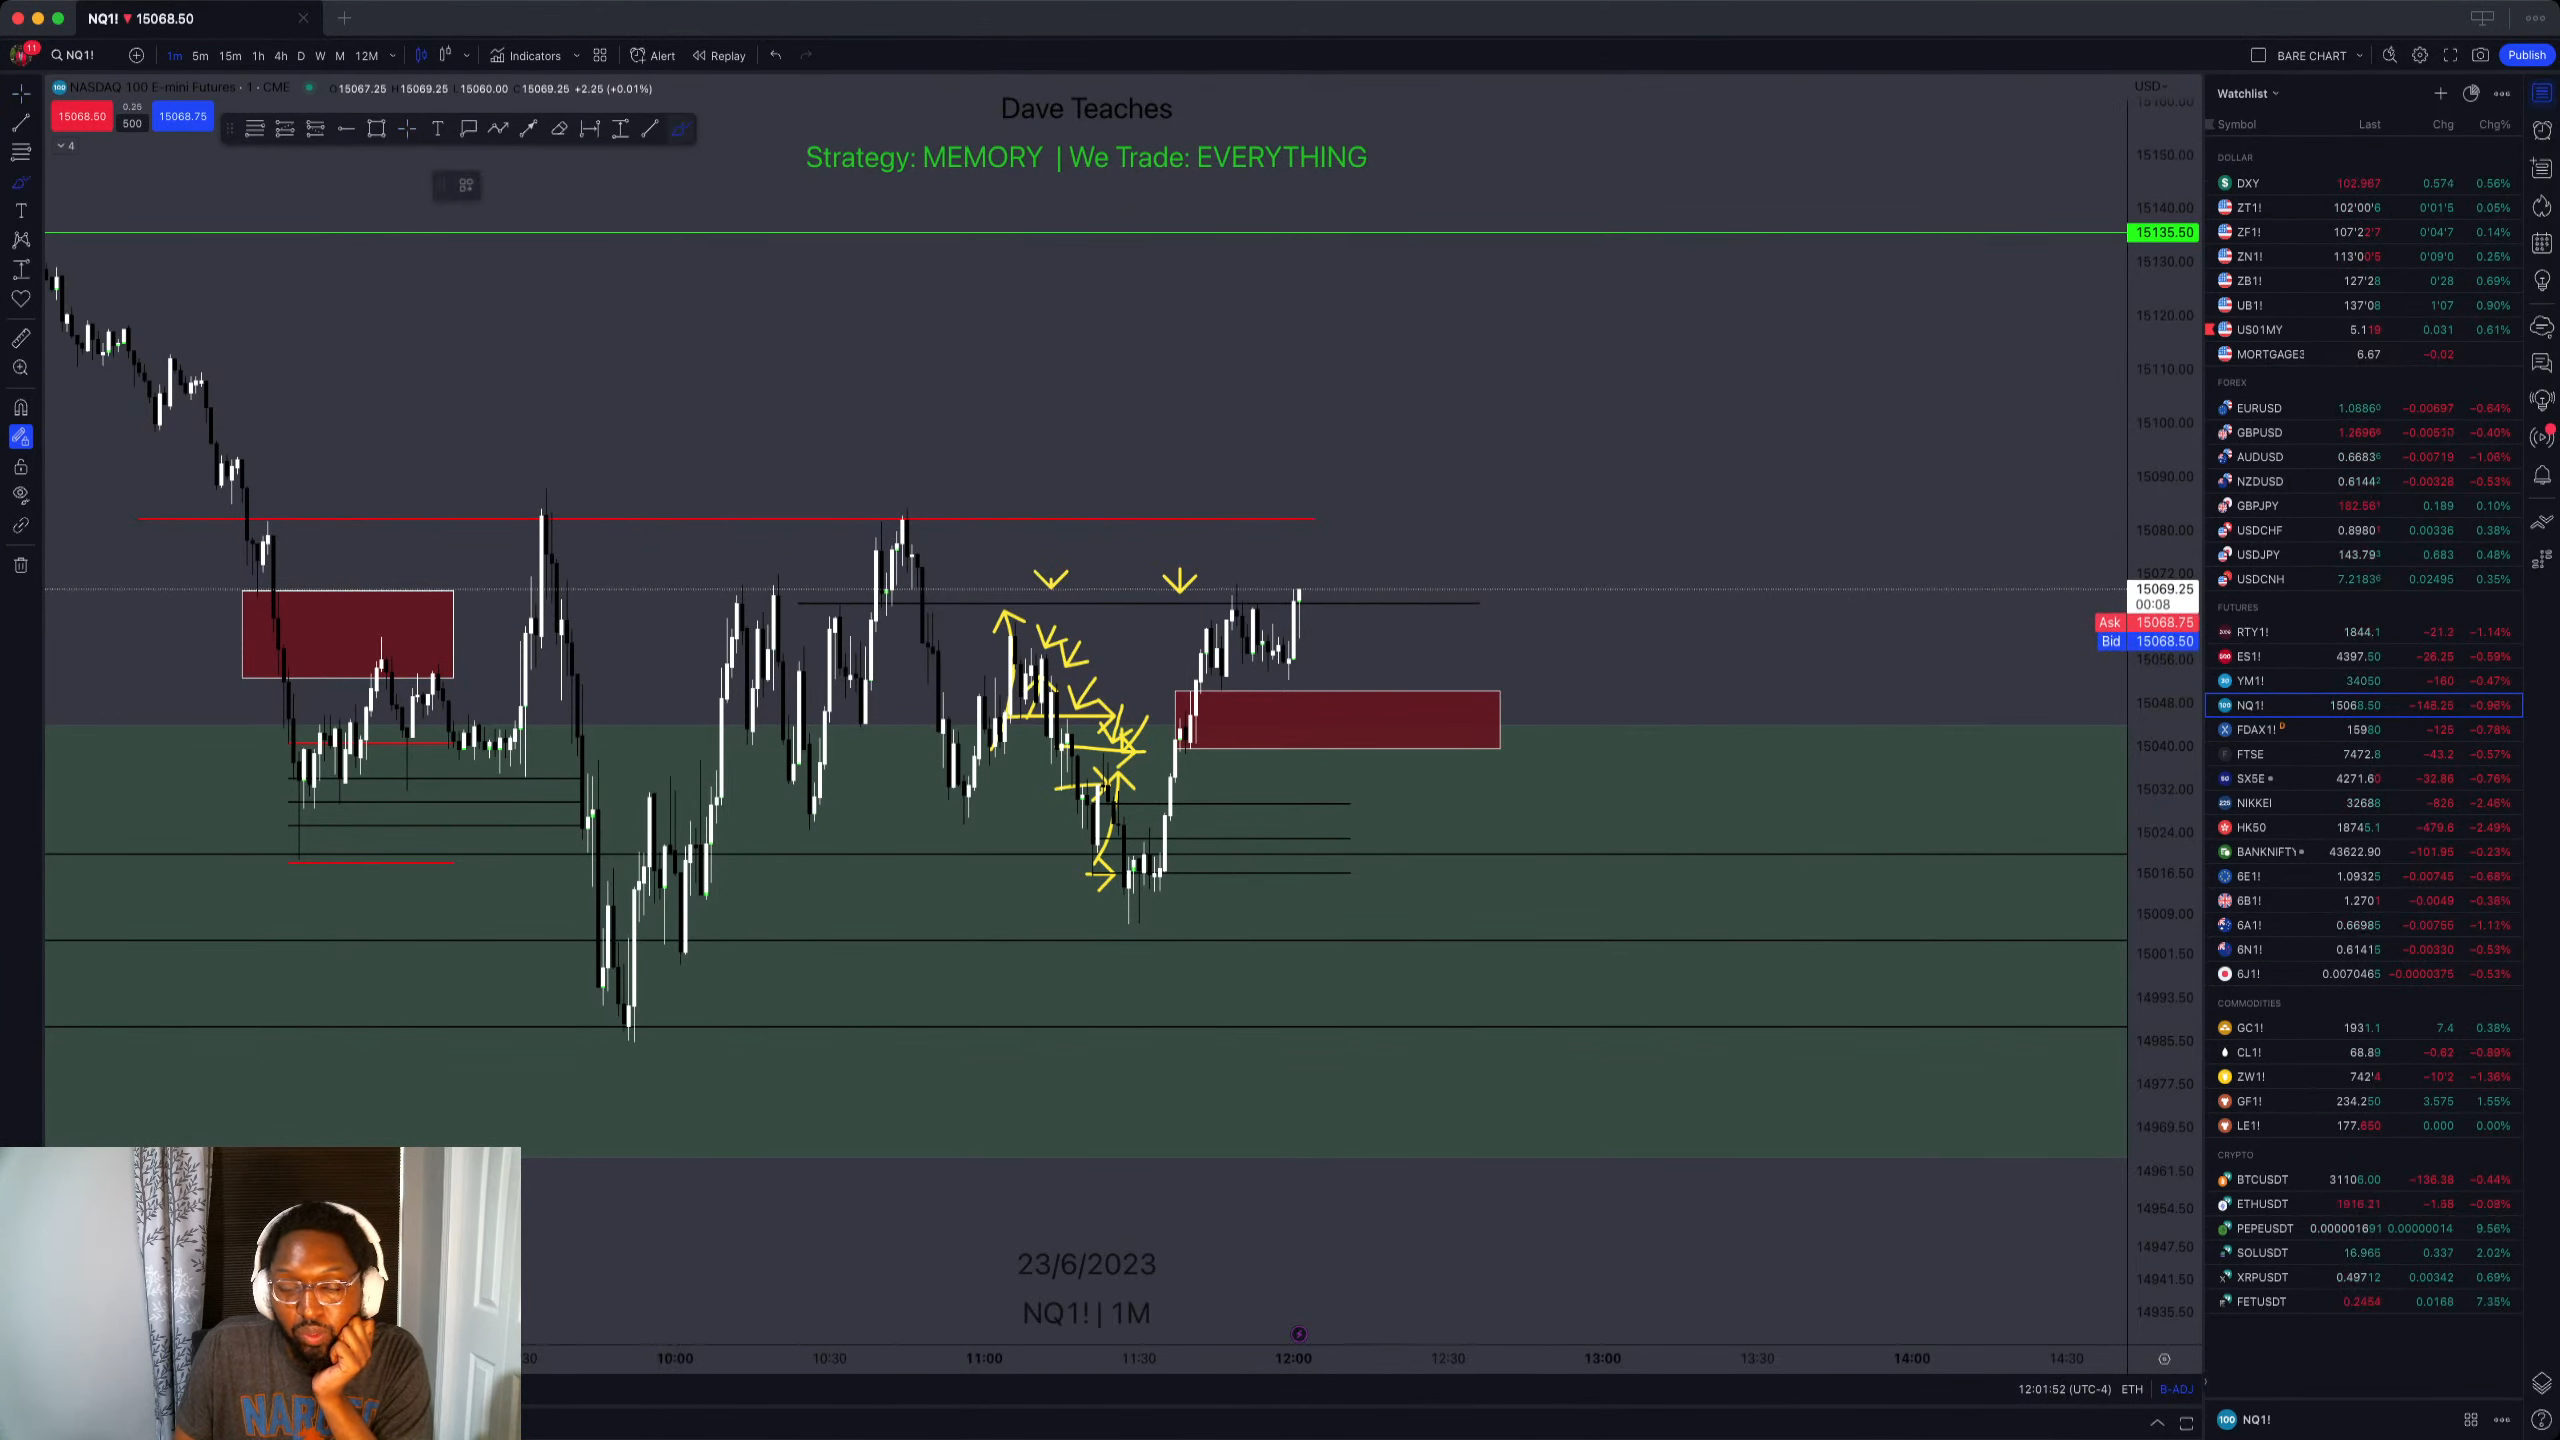 NQ1! ▼ 15068.50
11 NQ1! 1m 5m 15m 1h 4h D W M 12M Indicators Alert Replay BARE CHART Publish
NASDAQ 100 E-mini Futures · 1 · CME O15067.25 H15069.25 L15060.00 C15069.25 +2.25 (+0.01%)
15068.50 0.25 500 15068.75
4
Dave Teaches
Strategy: MEMORY | We Trade: EVERYTHING
USD
15160.00
15150.00
15140.00
15135.50
15130.00
15120.00
15110.00
15100.00
15090.00
15080.00
15072.00
15069.25
00:08
Ask 15068.75
Bid 15068.50
15056.00
15048.00
15040.00
15032.00
15024.00
15016.50
15009.00
15001.50
14993.50
14985.50
14977.50
14969.50
14961.50
14954.50
14947.50
14941.50
14935.50
23/6/2023
NQ1! | 1M
30 10:00 10:30 11:00 11:30 12:00 12:30 13:00 13:30 14:00 14:30
12:01:52 (UTC-4) ETH B-ADJ
Watchlist
Symbol Last Chg Chg%
DOLLAR
DXY 102.967 0.574 0.56%
ZT1! 102'00'6 0'01'5 0.05%
ZF1! 107'22'7 0'04'7 0.14%
ZN1! 113'00'5 0'09'0 0.25%
ZB1! 127'28 0'28 0.69%
UB1! 137'08 1'07 0.90%
US01MY 5.119 0.031 0.61%
MORTGAGE3 6.67 −0.02
FOREX
EURUSD 1.08860 −0.00697 −0.64%
GBPUSD 1.26966 −0.00510 −0.40%
AUDUSD 0.66836 −0.00719 −1.06%
NZDUSD 0.61442 −0.00328 −0.53%
GBPJPY 182.561 0.189 0.10%
USDCHF 0.89801 0.00336 0.38%
USDJPY 143.793 0.683 0.48%
USDCNH 7.21836 0.02495 0.35%
FUTURES
RTY1! 1844.1 −21.2 −1.14%
ES1! 4397.50 −26.25 −0.59%
YM1! 34050 −160 −0.47%
NQ1! 15068.50 −146.25 −0.96%
FDAX1! D 15980 −125 −0.78%
FTSE 7472.8 −43.2 −0.57%
SX5E 4271.60 −32.86 −0.76%
NIKKEI 32688 −826 −2.46%
HK50 18745.1 −479.6 −2.49%
BANKNIFTY 43622.90 −101.95 −0.23%
6E1! 1.09325 −0.00745 −0.68%
6B1! 1.2701 −0.0049 −0.38%
6A1! 0.66985 −0.00755 −1.11%
6N1! 0.61415 −0.00330 −0.53%
6J1! 0.0070465 −0.0000375 −0.53%
COMMODITIES
GC1! 1931.1 7.4 0.38%
CL1! 68.89 −0.62 −0.89%
ZW1! 742'4 −10'2 −1.36%
GF1! 234.250 3.575 1.55%
LE1! 177.650 0.000 0.00%
CRYPTO
BTCUSDT 31106.00 −136.38 −0.44%
ETHUSDT 1916.21 −1.58 −0.08%
PEPEUSDT 0.000001691 0.00000014 9.56%
SOLUSDT 16.965 0.337 2.02%
XRPUSDT 0.49712 0.00342 0.69%
FETUSDT 0.2454 0.0168 7.35%
100 NQ1!